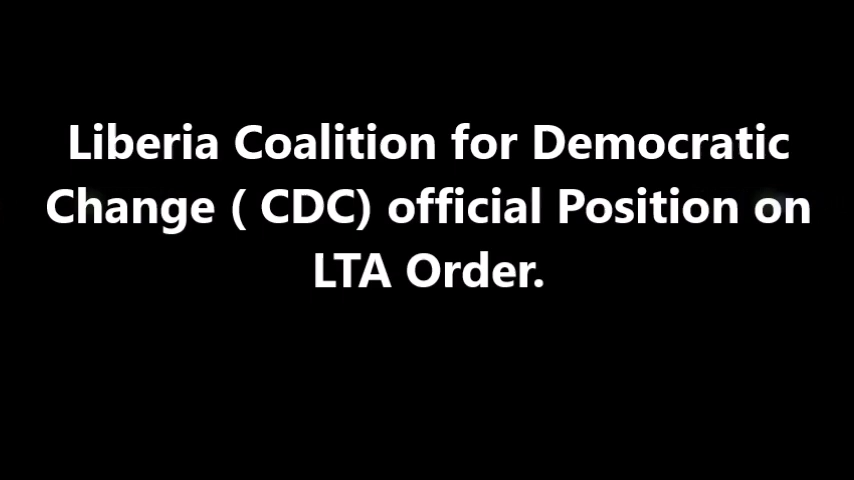 Liberia Coalition for Democratic
Change ( CDC) official Position on
LTA Order.